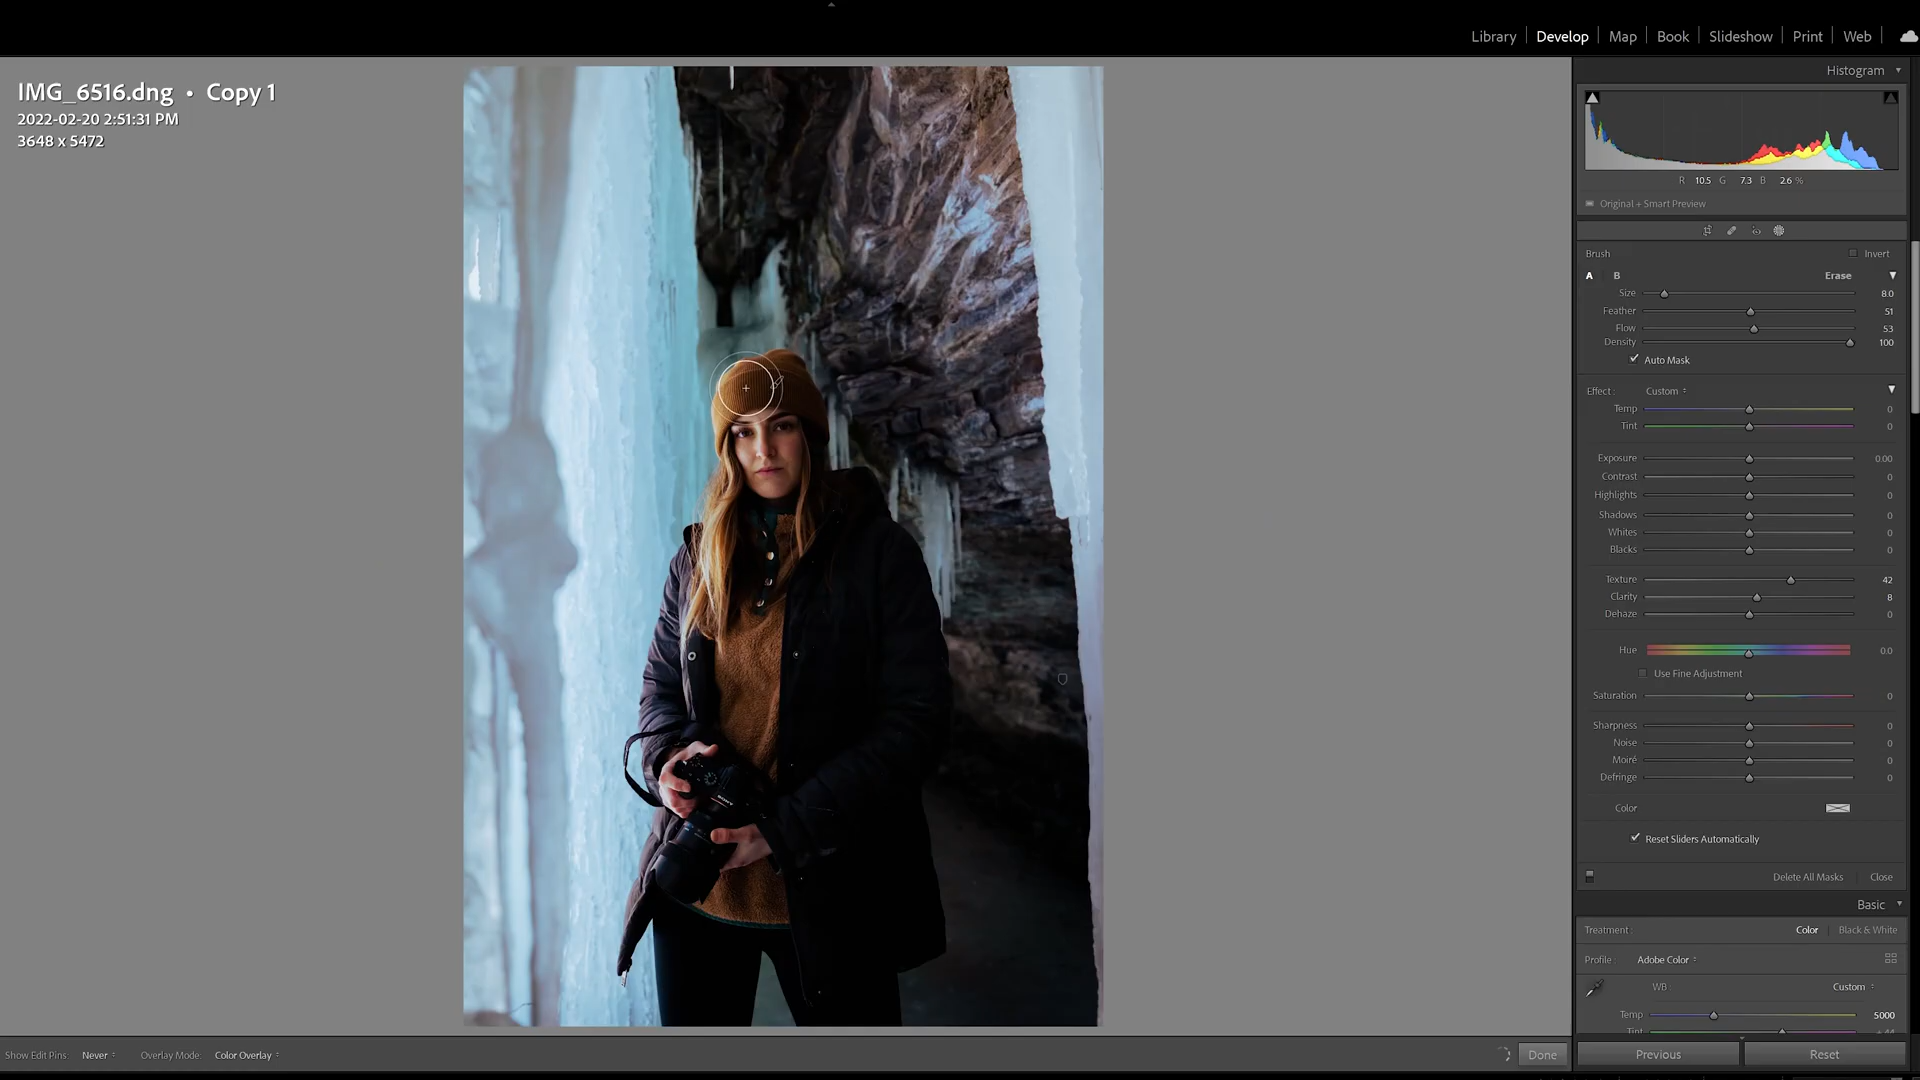 Library Develop Map Book Slideshow Print Web
IMG_6516.dng • Copy 1
2022-02-20 2:51:31 PM
3648 x 5472
Histogram
R 10.5 G 7.3 B 2.6 %
Original + Smart Preview
Brush Invert
A B Erase
Size 8.0
Feather 51
Flow 53
Density 100
Auto Mask
Effect : Custom
Temp 0
Tint 0
Exposure 0.00
Contrast 0
Highlights 0
Shadows 0
Whites 0
Blacks 0
Texture 42
Clarity 8
Dehaze 0
Hue 0.0
Use Fine Adjustment
Saturation 0
Sharpness 0
Noise 0
Moiré 0
Defringe 0
Color
Reset Sliders Automatically
Delete All Masks Close
Basic
Treatment : Color Black & White
Profile : Adobe Color
WB : Custom
Temp 5000
Tint + 44
SONY
Show Edit Pins: Never Overlay Mode: Color Overlay Done Previous Reset